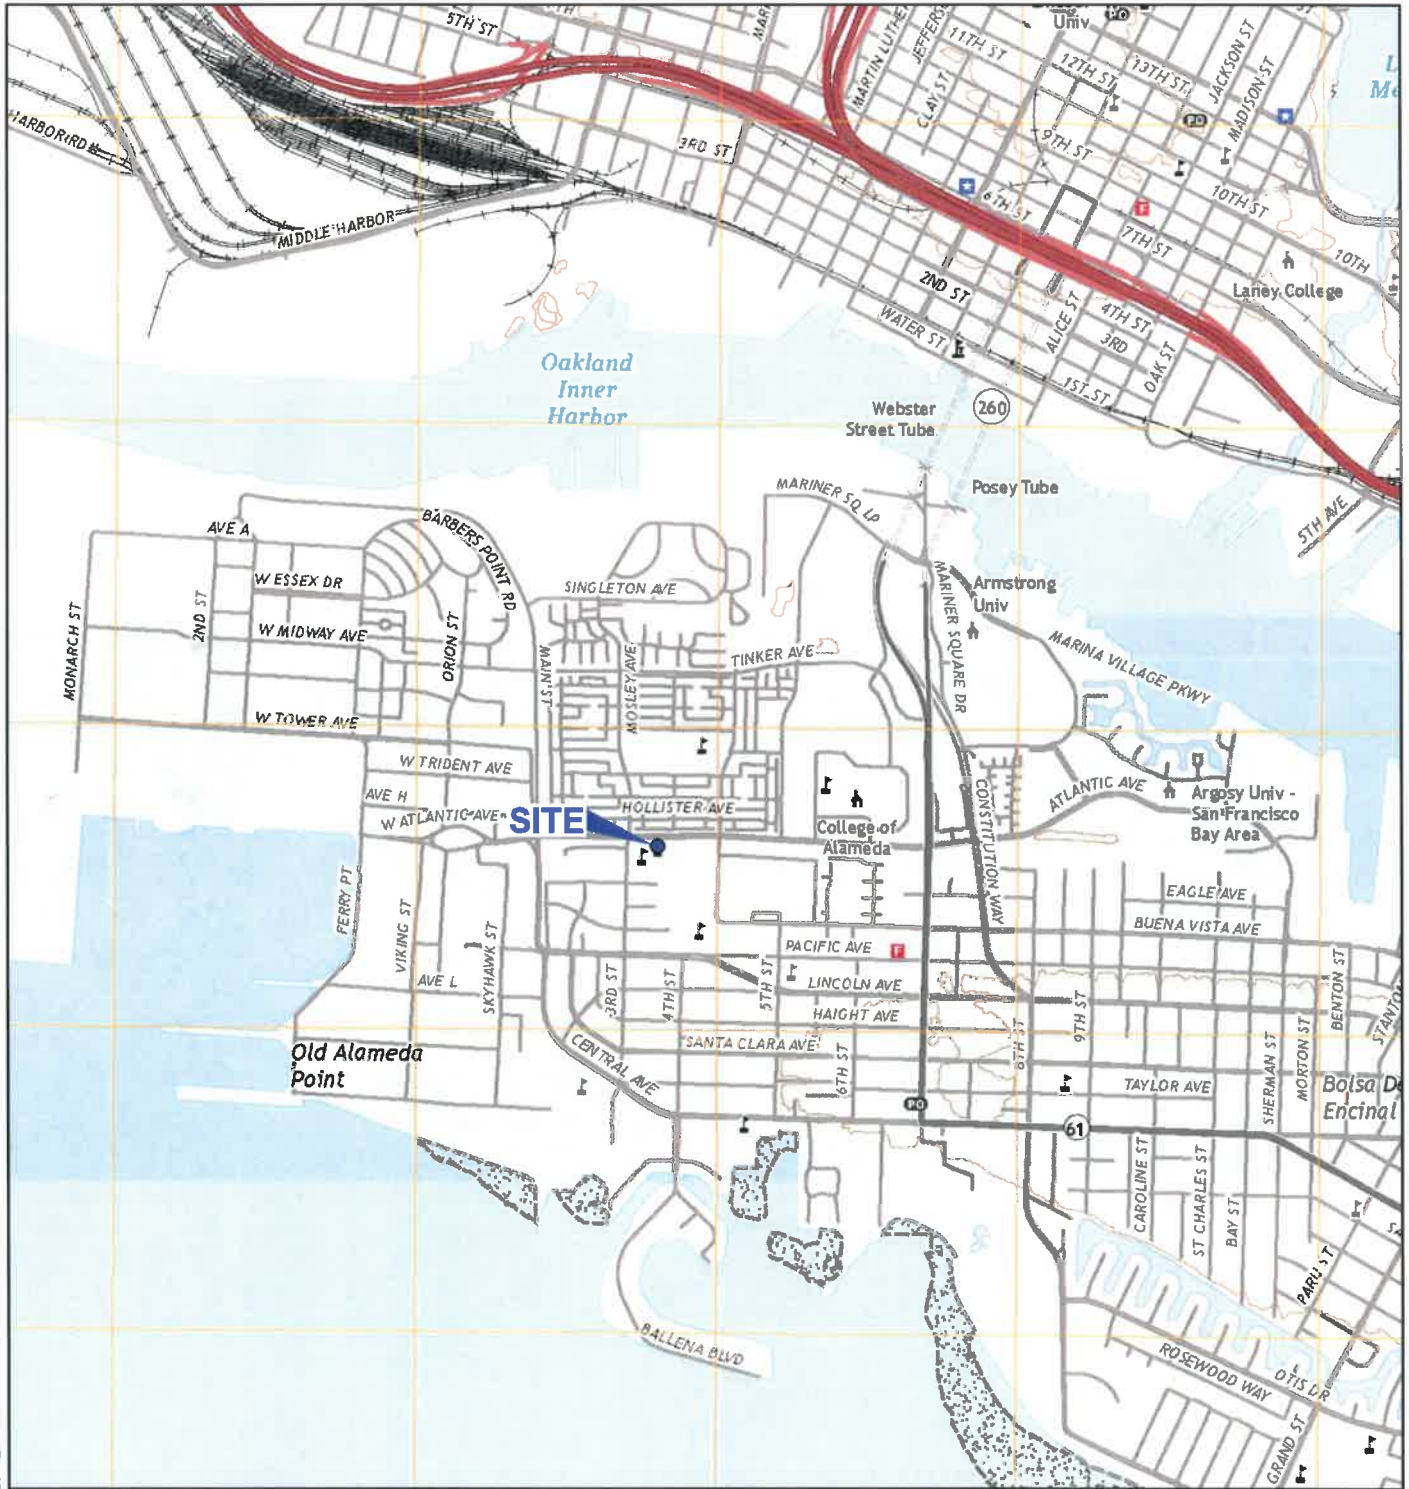 5TH ST
MARTIN LUTHER
JEFFERS
11TH ST
Univ
PO
12TH ST
13TH ST
JACKSON ST
MADISON ST
CLAY ST
HARBOR RD
3RD ST
9TH ST
PO
MIDDLE HARBOR
6TH ST
F
10TH ST
7TH ST
10TH
2ND ST
Laney College
WATER ST
ALICE ST
4TH ST
3RD
OAK ST
1ST ST
Oakland
Inner
Harbor
Webster
Street Tube
260
Posey Tube
5TH AVE
MARINER SQ LP
AVE A
BARBERS POINT RD
W ESSEX DR
SINGLETON AVE
Armstrong
Univ
MONARCH ST
2ND ST
W MIDWAY AVE
ORION ST
MAIN ST
MOSLEY AVE
TINKER AVE
MARINER SQUARE DR
MARINA VILLAGE PKWY
W TOWER AVE
W TRIDENT AVE
AVE H
W ATLANTIC AVE
SITE
HOLLISTER AVE
College of
Alameda
CONSTITUTION WAY
ATLANTIC AVE
Argosy Univ -
San Francisco
Bay Area
FERRY PT
VIKING ST
SKYHAWK ST
EAGLE AVE
BUENA VISTA AVE
PACIFIC AVE
F
AVE L
3RD ST
4TH ST
5TH ST
LINCOLN AVE
HAIGHT AVE
9TH ST
BENTON ST
STANTON
Old Alameda
Point
CENTRAL AVE
SANTA CLARA AVE
6TH ST
SHERMAN ST
MORTON ST
TAYLOR AVE
Bolsa De
Encinal
PO
61
CAROLINE ST
ST CHARLES ST
BAY ST
PARU ST
BALLENA BLVD
ROSEWOOD WAY
OTIS DR
GRAND ST